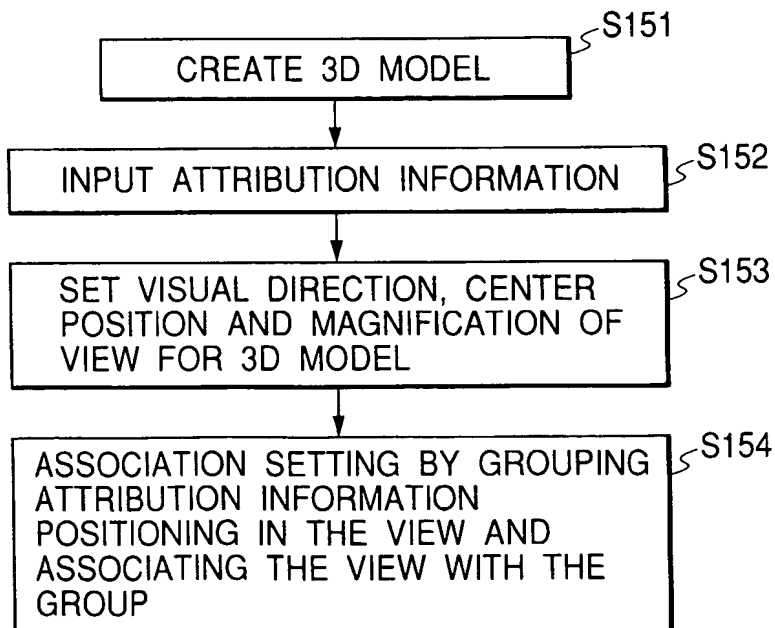 S151
CREATE 3D MODEL
S152
INPUT ATTRIBUTION INFORMATION
S153
SET VISUAL DIRECTION, CENTER
POSITION AND MAGNIFICATION OF
VIEW FOR 3D MODEL
S154
ASSOCIATION SETTING BY GROUPING
ATTRIBUTION INFORMATION
POSITIONING IN THE VIEW AND
ASSOCIATING THE VIEW WITH THE
GROUP